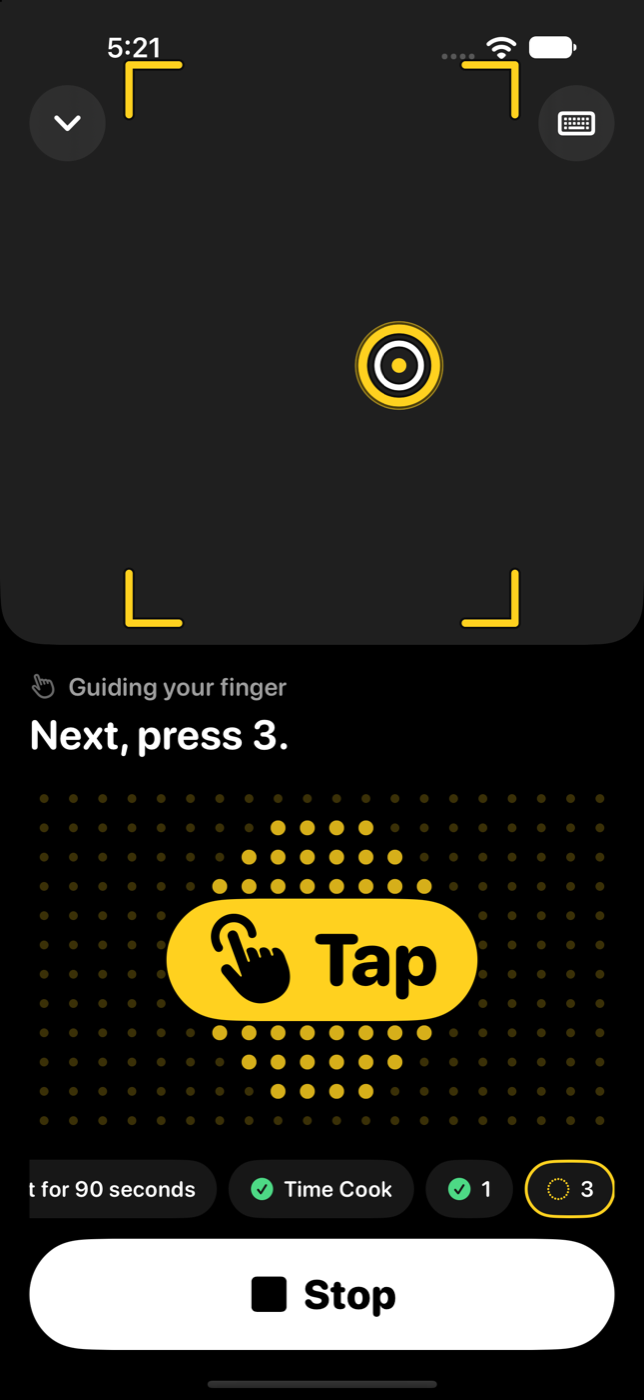 5:21
Guiding your finger
Next, press 3.
Tap
t for 90 seconds
Time Cook
1
3
Stop